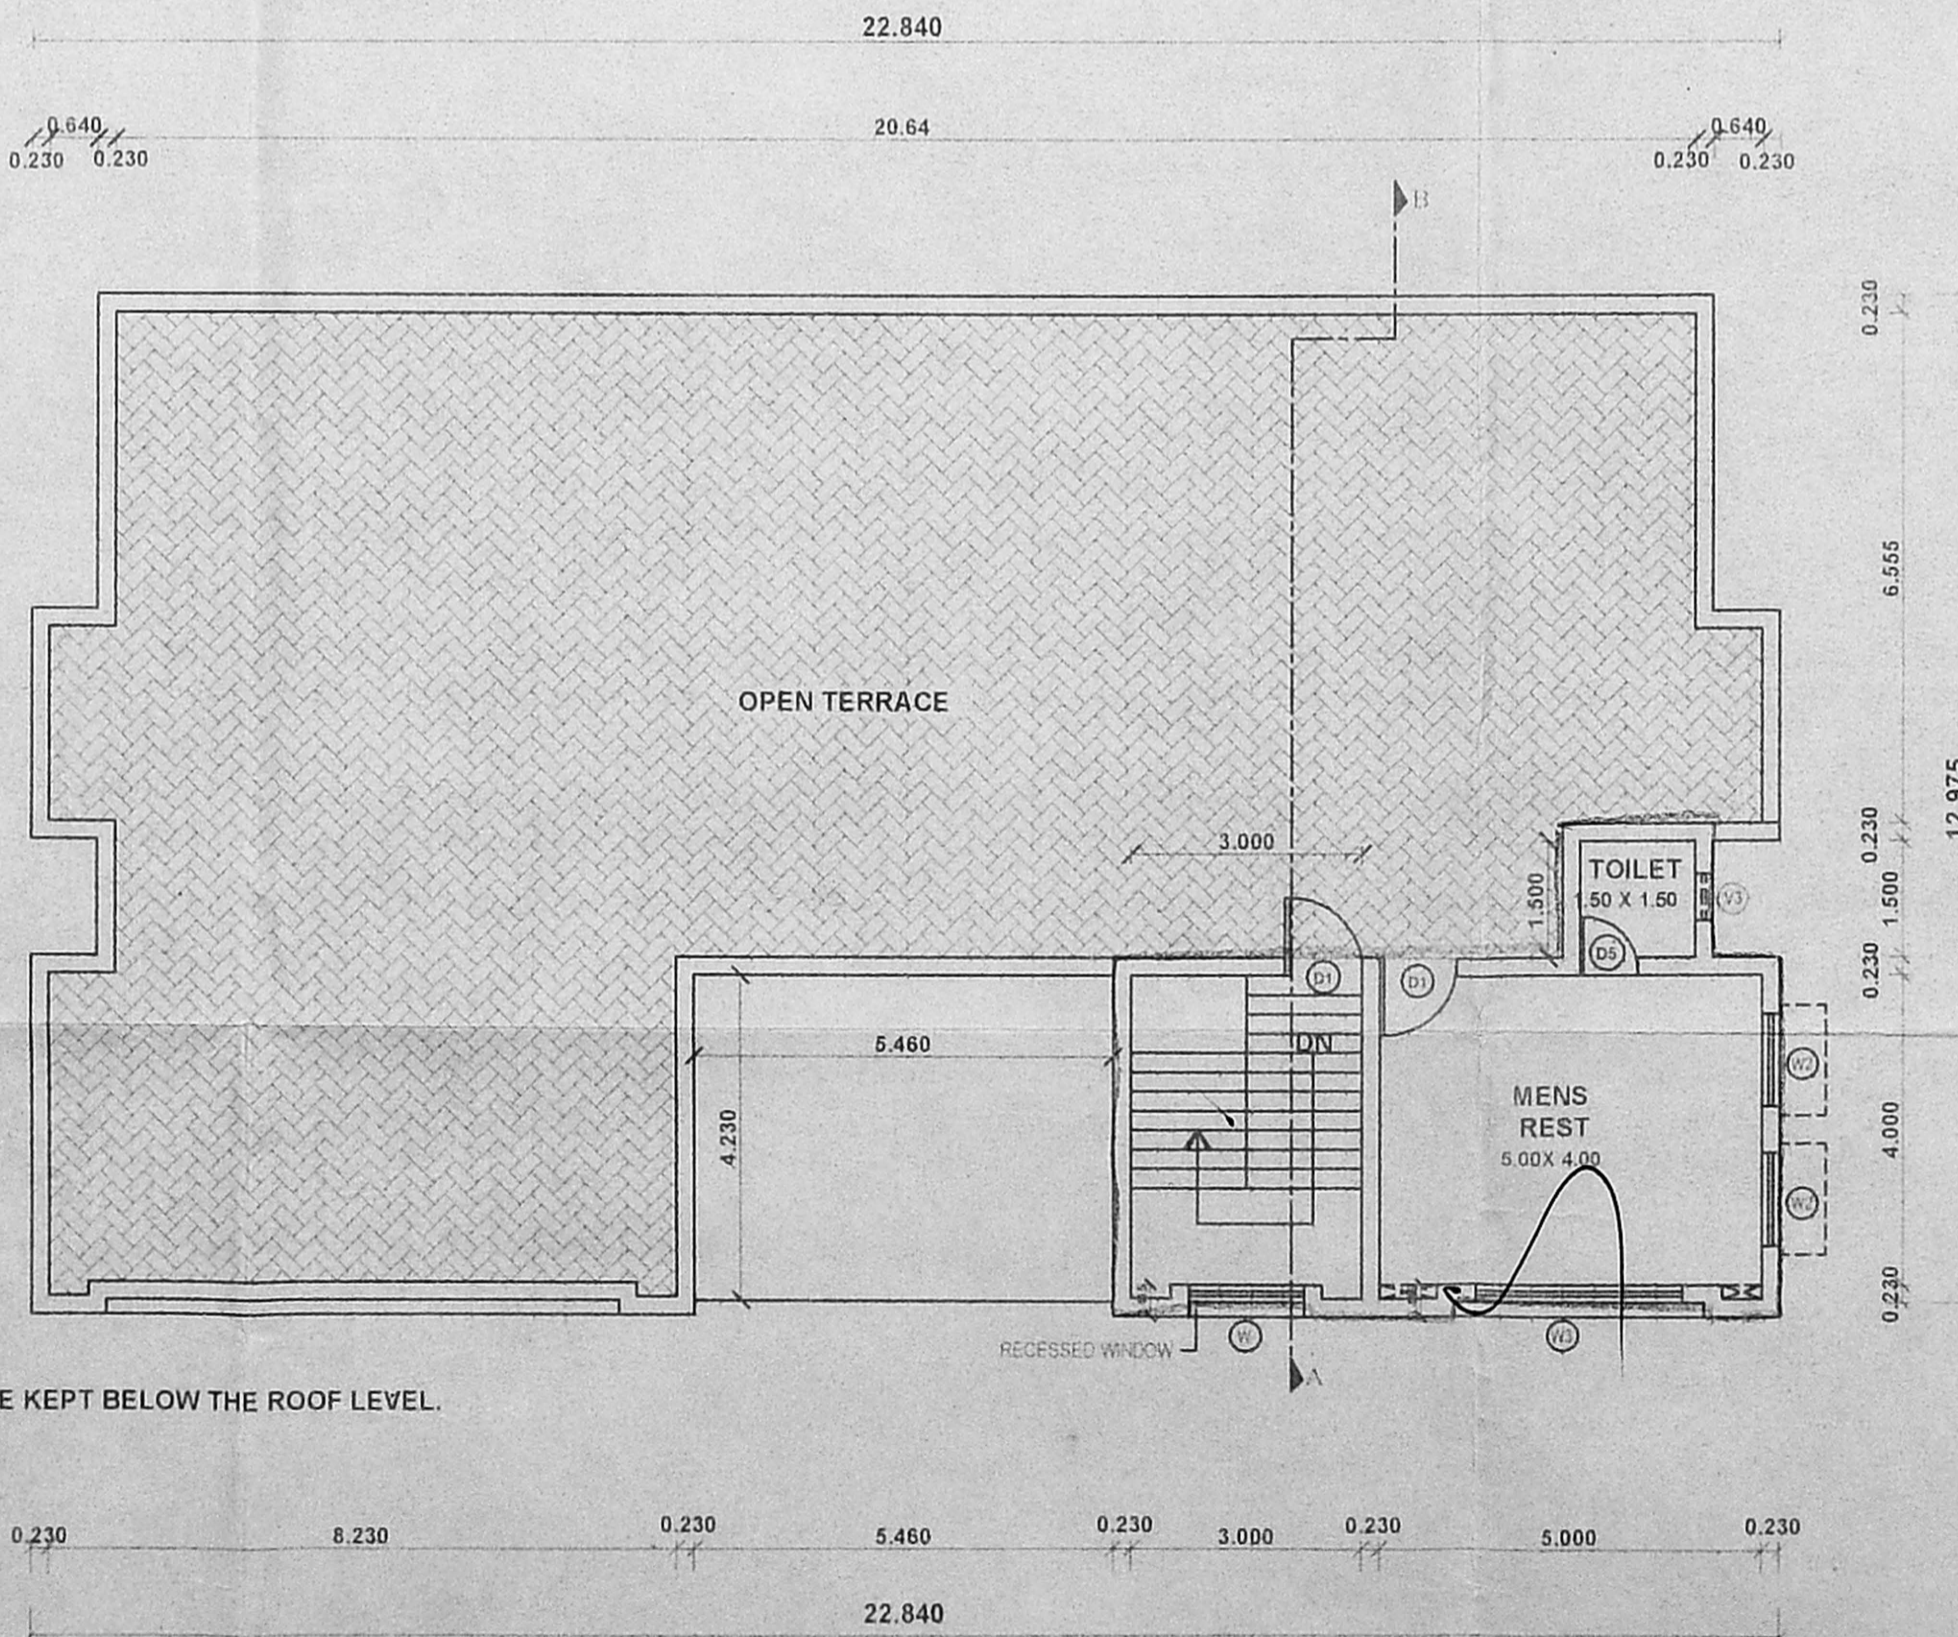 22.840
0.640 20.64 0.640
0.230 0.230 0.230 0.230
B
0.230
6.555
OPEN TERRACE
12.975
0.230
3.000
TOILET
1.50 X 1.50
1.500
1.500
V3
D5
0.230
D1
D1
DN
5.460
W2
MENS
REST
5.00X 4.00
4.230
4.000
W2
0.230
RECESSED WINDOW
W
W3
A
E KEPT BELOW THE ROOF LEVEL.
0.230 8.230 0.230 5.460 0.230 3.000 0.230 5.000 0.230
22.840